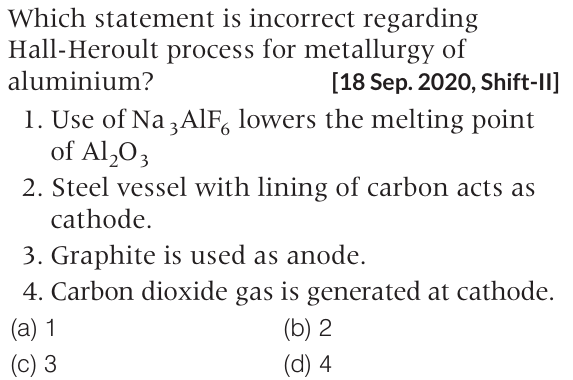 Which statement is incorrect regarding
Hall-Heroult process for metallurgy of
aluminium? [18 Sep. 2020, Shift-II]
1. Use of Na₃AlF₆ lowers the melting point
of Al₂O₃
2. Steel vessel with lining of carbon acts as
cathode.
3. Graphite is used as anode.
4. Carbon dioxide gas is generated at cathode.
(a) 1 (b) 2
(c) 3 (d) 4